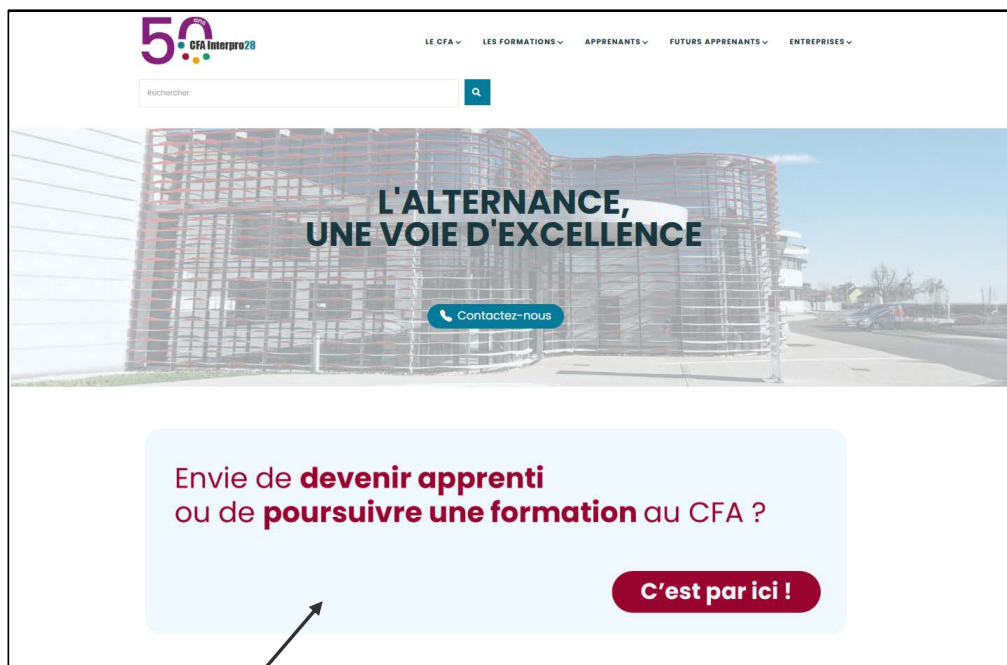 50 ans
CFA Interpro28
LE CFA
LES FORMATIONS
APPRENANTS
FUTURS APPRENANTS
ENTREPRISES
Rechercher
L'ALTERNANCE,
UNE VOIE D'EXCELLENCE
Contactez-nous
Envie de devenir apprenti
ou de poursuivre une formation au CFA ?
C'est par ici !